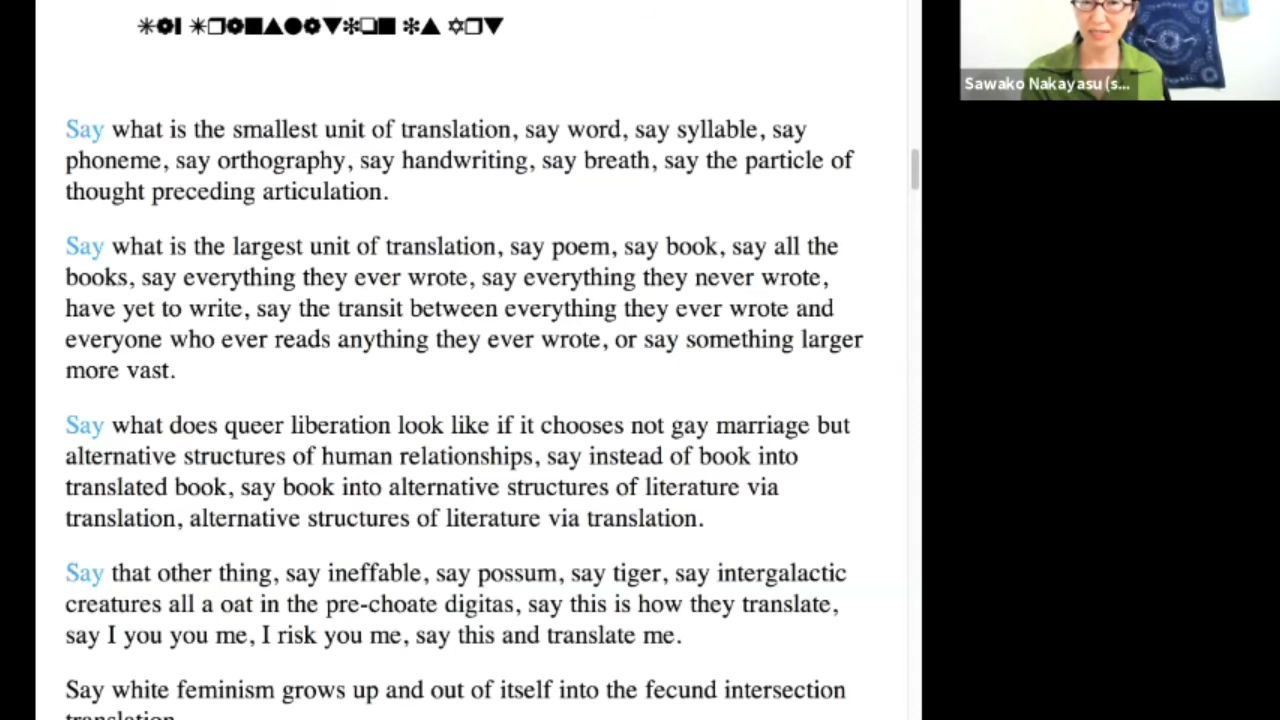 ✳❁❙ ✴❒❁■▲●❁▼❉❏■ ❉▲ ✡❒▼
Say what is the smallest unit of translation, say word, say syllable, say
phoneme, say orthography, say handwriting, say breath, say the particle of
thought preceding articulation.
Say what is the largest unit of translation, say poem, say book, say all the
books, say everything they ever wrote, say everything they never wrote,
have yet to write, say the transit between everything they ever wrote and
everyone who ever reads anything they ever wrote, or say something larger
more vast.
Say what does queer liberation look like if it chooses not gay marriage but
alternative structures of human relationships, say instead of book into
translated book, say book into alternative structures of literature via
translation, alternative structures of literature via translation.
Say that other thing, say ineffable, say possum, say tiger, say intergalactic
creatures all a oat in the pre-choate digitas, say this is how they translate,
say I you you me, I risk you me, say this and translate me.
Say white feminism grows up and out of itself into the fecund intersection
translation
Sawako Nakayasu (s...